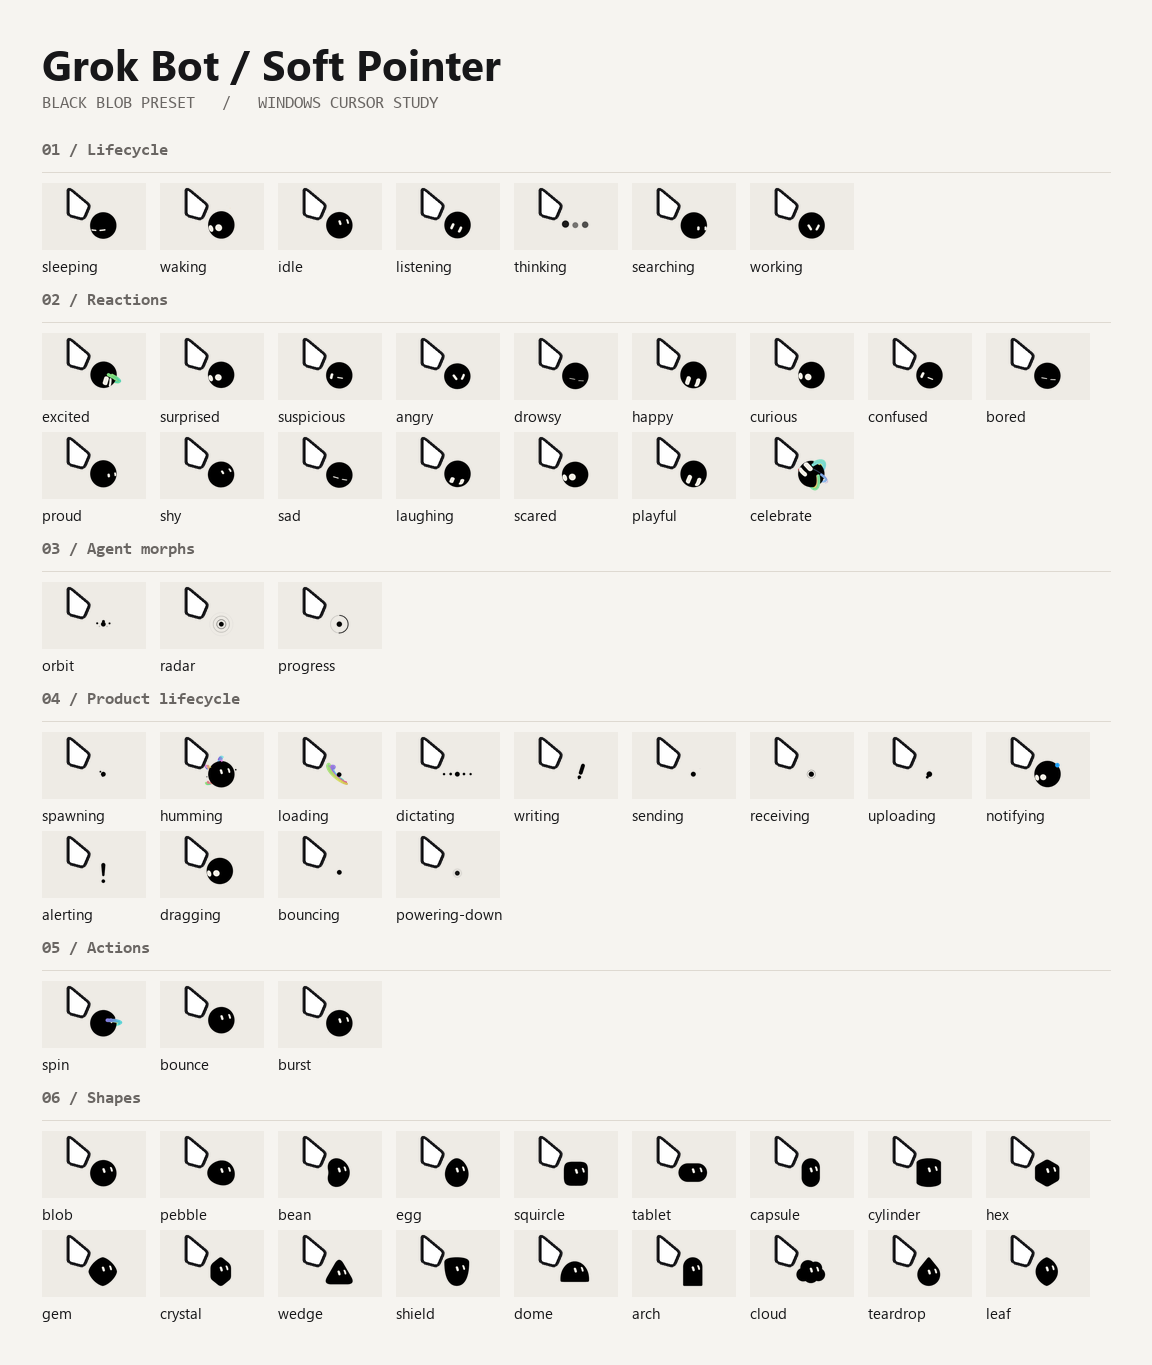 Grok Bot / Soft Pointer
BLACK BLOB PRESET / WINDOWS CURSOR STUDY
01 / Lifecycle
sleeping waking idle listening thinking searching working
02 / Reactions
excited surprised suspicious angry drowsy happy curious confused bored
proud shy sad laughing scared playful celebrate
03 / Agent morphs
orbit radar progress
04 / Product lifecycle
spawning humming loading dictating writing sending receiving uploading notifying
alerting dragging bouncing powering-down
05 / Actions
spin bounce burst
06 / Shapes
blob pebble bean egg squircle tablet capsule cylinder hex
gem crystal wedge shield dome arch cloud teardrop leaf